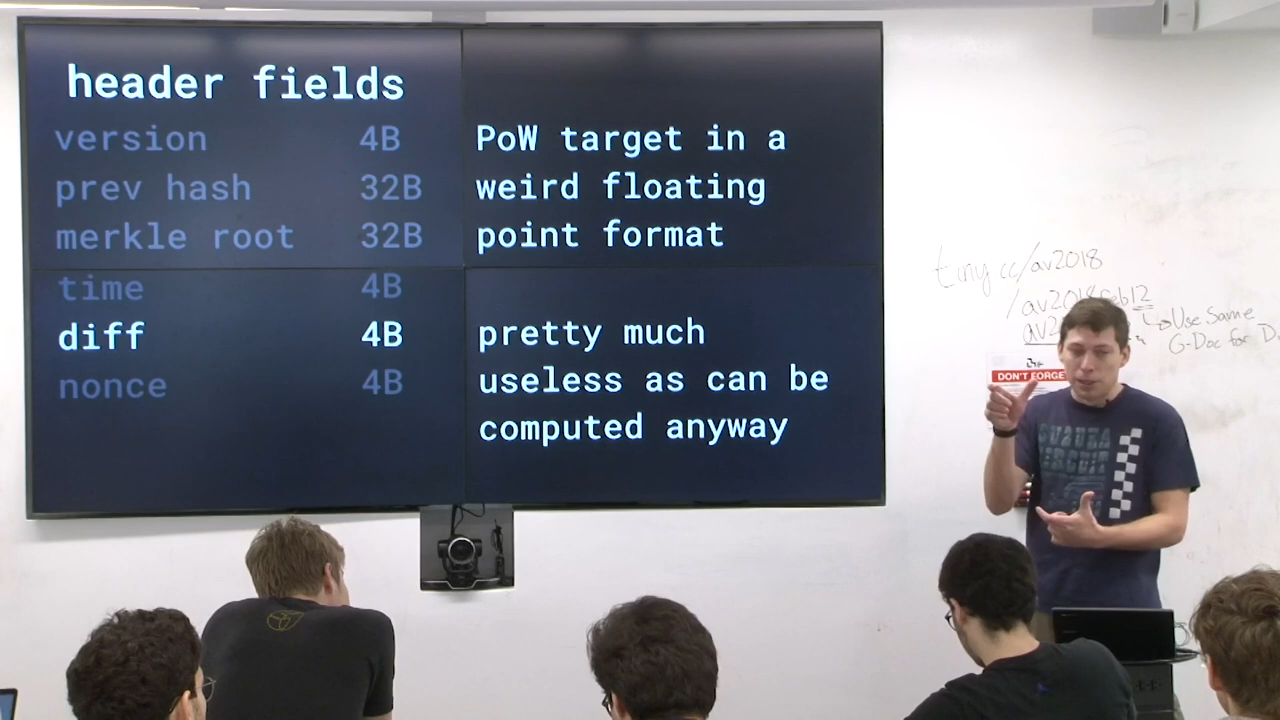 header fields
version 4B
prev hash 32B
merkle root 32B
time 4B
diff 4B
nonce 4B
PoW target in a
weird floating
point format
pretty much
useless as can be
computed anyway
tiny.cc/av2018
/av2018feb12
av2
Use Same
G-Doc for D
DON'T FORGE